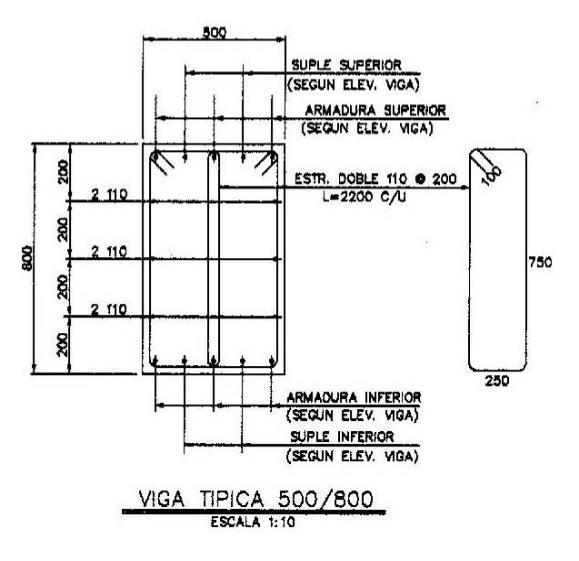 500
SUPLE SUPERIOR
(SEGUN ELEV. VIGA)
ARMADURA SUPERIOR
(SEGUN ELEV. VIGA)
200
ESTR. DOBLE 110 @ 200
L=2200 C/U
100
2 110
200
800
2 110
750
200
2 110
200
250
ARMADURA INFERIOR
(SEGUN ELEV. VIGA)
SUPLE INFERIOR
(SEGUN ELEV. VIGA)
VIGA TIPICA 500/800
ESCALA 1:10